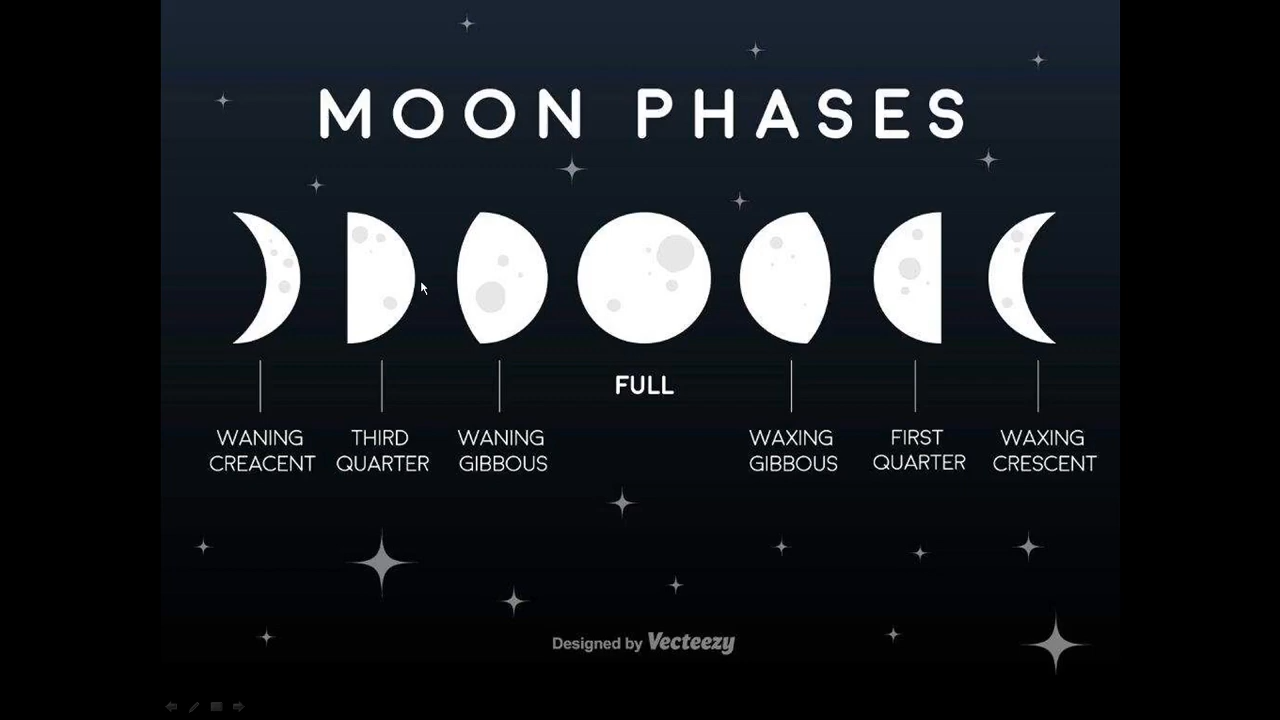 MOON PHASES
FULL
WANING CREACENT
THIRD QUARTER
WANING GIBBOUS
WAXING GIBBOUS
FIRST QUARTER
WAXING CRESCENT
Designed by Vecteezy